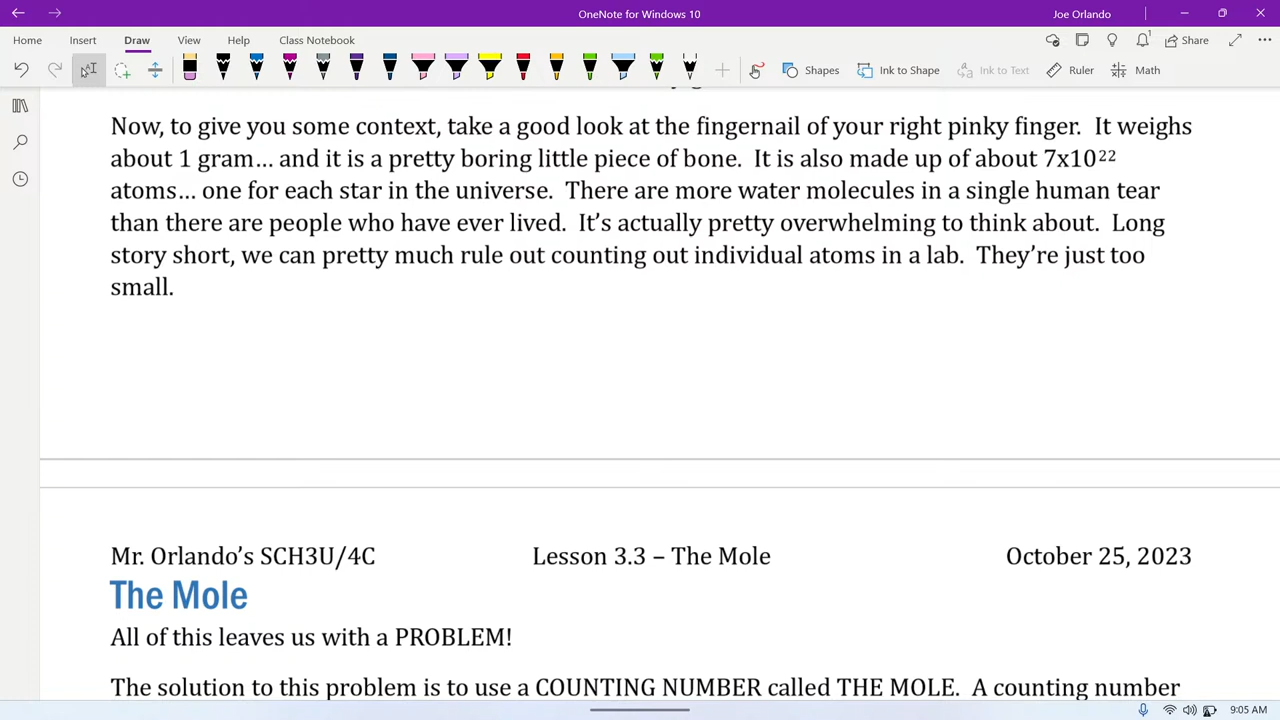 OneNote for Windows 10
Joe Orlando
Home Insert Draw View Help Class Notebook
Share
Shapes Ink to Shape Ink to Text Ruler Math
Now, to give you some context, take a good look at the fingernail of your right pinky finger. It weighs
about 1 gram… and it is a pretty boring little piece of bone. It is also made up of about 7x10²²
atoms… one for each star in the universe. There are more water molecules in a single human tear
than there are people who have ever lived. It's actually pretty overwhelming to think about. Long
story short, we can pretty much rule out counting out individual atoms in a lab. They're just too
small.
Mr. Orlando's SCH3U/4C Lesson 3.3 – The Mole October 25, 2023
The Mole
All of this leaves us with a PROBLEM!
The solution to this problem is to use a COUNTING NUMBER called THE MOLE. A counting number
9:05 AM